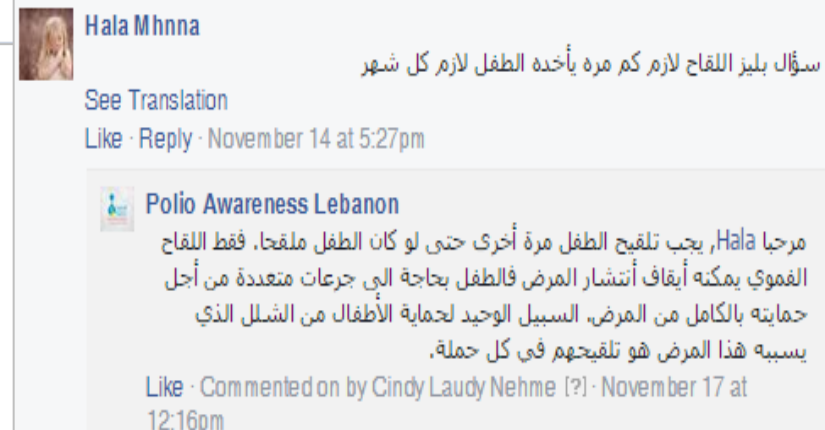 Hala Mhnna
سؤال بليز اللقاح لازم كم مره يأخده الطفل لازم كل شهر
See Translation
Like · Reply · November 14 at 5:27pm
Polio Awareness Lebanon
مرحبا Hala, يجب تلقيح الطفل مرة أخرى حتى لو كان الطفل ملقحا. فقط اللقاح
الفموي يمكنه أيقاف أنتشار المرض فالطفل بحاجة الى جرعات متعددة من أجل
حمايته بالكامل من المرض. السبيل الوحيد لحماية الأطفال من الشلل الذي
يسببه هذا المرض هو تلقيحهم في كل حملة.
Like · Commented on by Cindy Laudy Nehme [?] · November 17 at
12:16pm